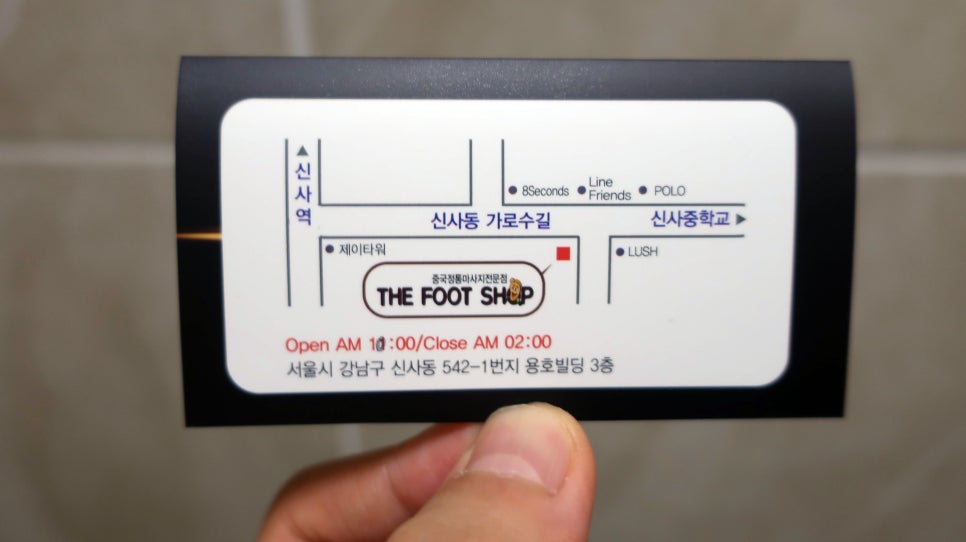 신사역
8Seconds
Line
Friends
POLO
신사동 가로수길
신사중학교
제이타워
LUSH
중국정통마사지전문점
THE FOOT SHOP
Open AM 10:00/Close AM 02:00
서울시 강남구 신사동 542-1번지 용호빌딩 3층